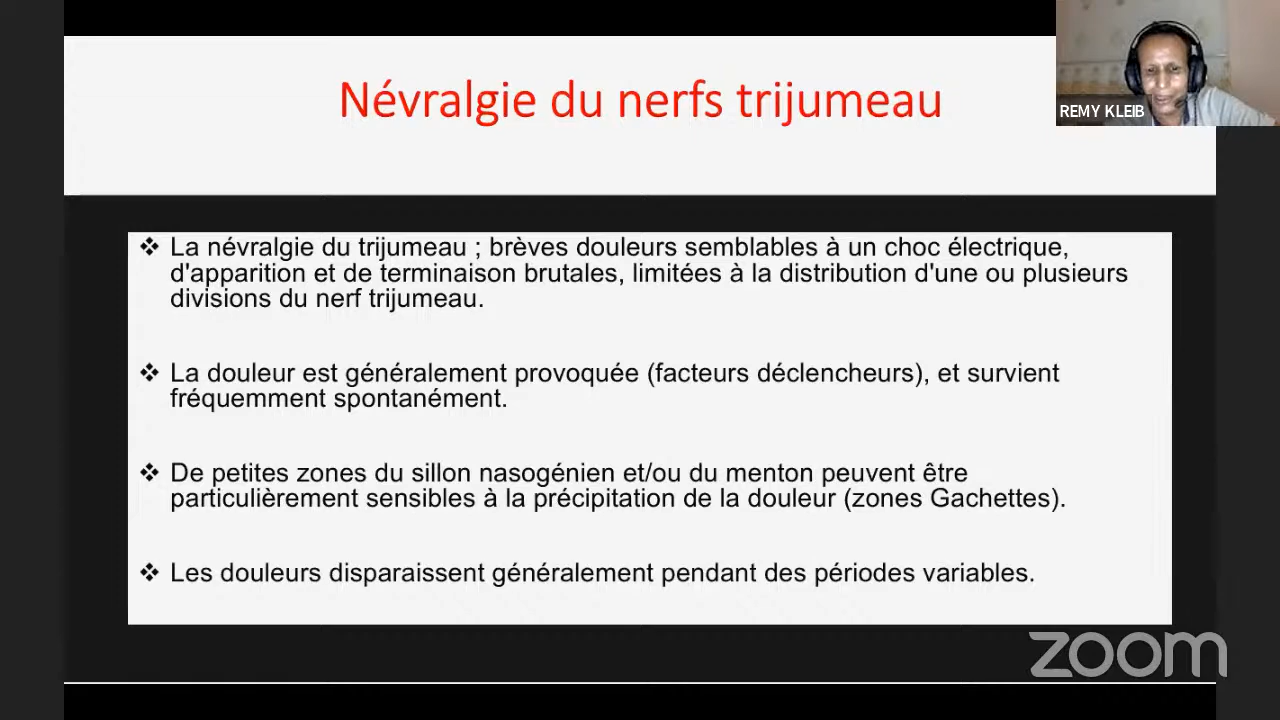 Névralgie du nerfs trijumeau
REMY KLEIB
❖ La névralgie du trijumeau ; brèves douleurs semblables à un choc électrique,
d'apparition et de terminaison brutales, limitées à la distribution d'une ou plusieurs
divisions du nerf trijumeau.
❖ La douleur est généralement provoquée (facteurs déclencheurs), et survient
fréquemment spontanément.
❖ De petites zones du sillon nasogénien et/ou du menton peuvent être
particulièrement sensibles à la précipitation de la douleur (zones Gachettes).
❖ Les douleurs disparaissent généralement pendant des périodes variables.
zoom